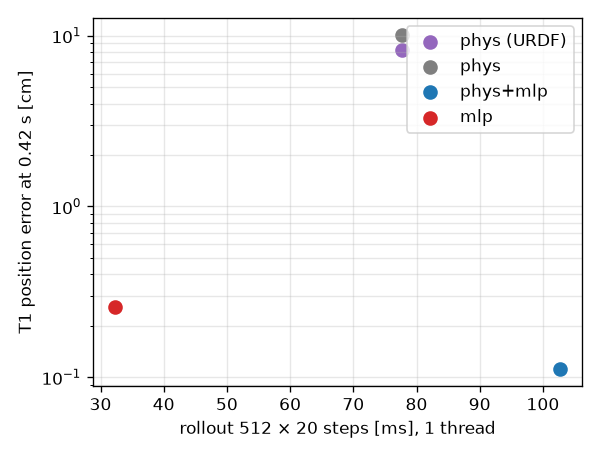 T1 position error at 0.42 s [cm]
10¹
10⁰
10⁻¹
phys (URDF)
phys
phys+mlp
mlp
30 40 50 60 70 80 90 100
rollout 512 × 20 steps [ms], 1 thread